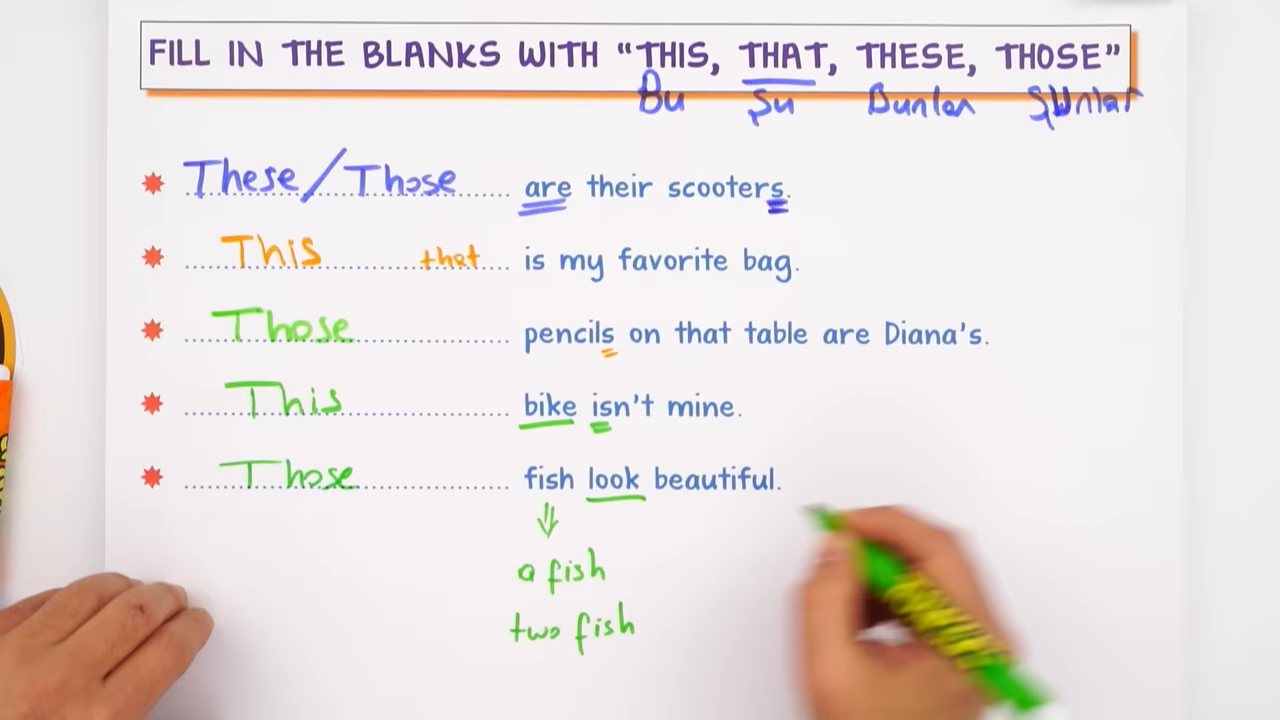 FILL IN THE BLANKS WITH “THIS, THAT, THESE, THOSE”
Bu Şu Bunlar Şunlar
These/Those are their scooters.
This that is my favorite bag.
Those pencils on that table are Diana's.
This bike isn't mine.
Those fish look beautiful.
a fish
two fish